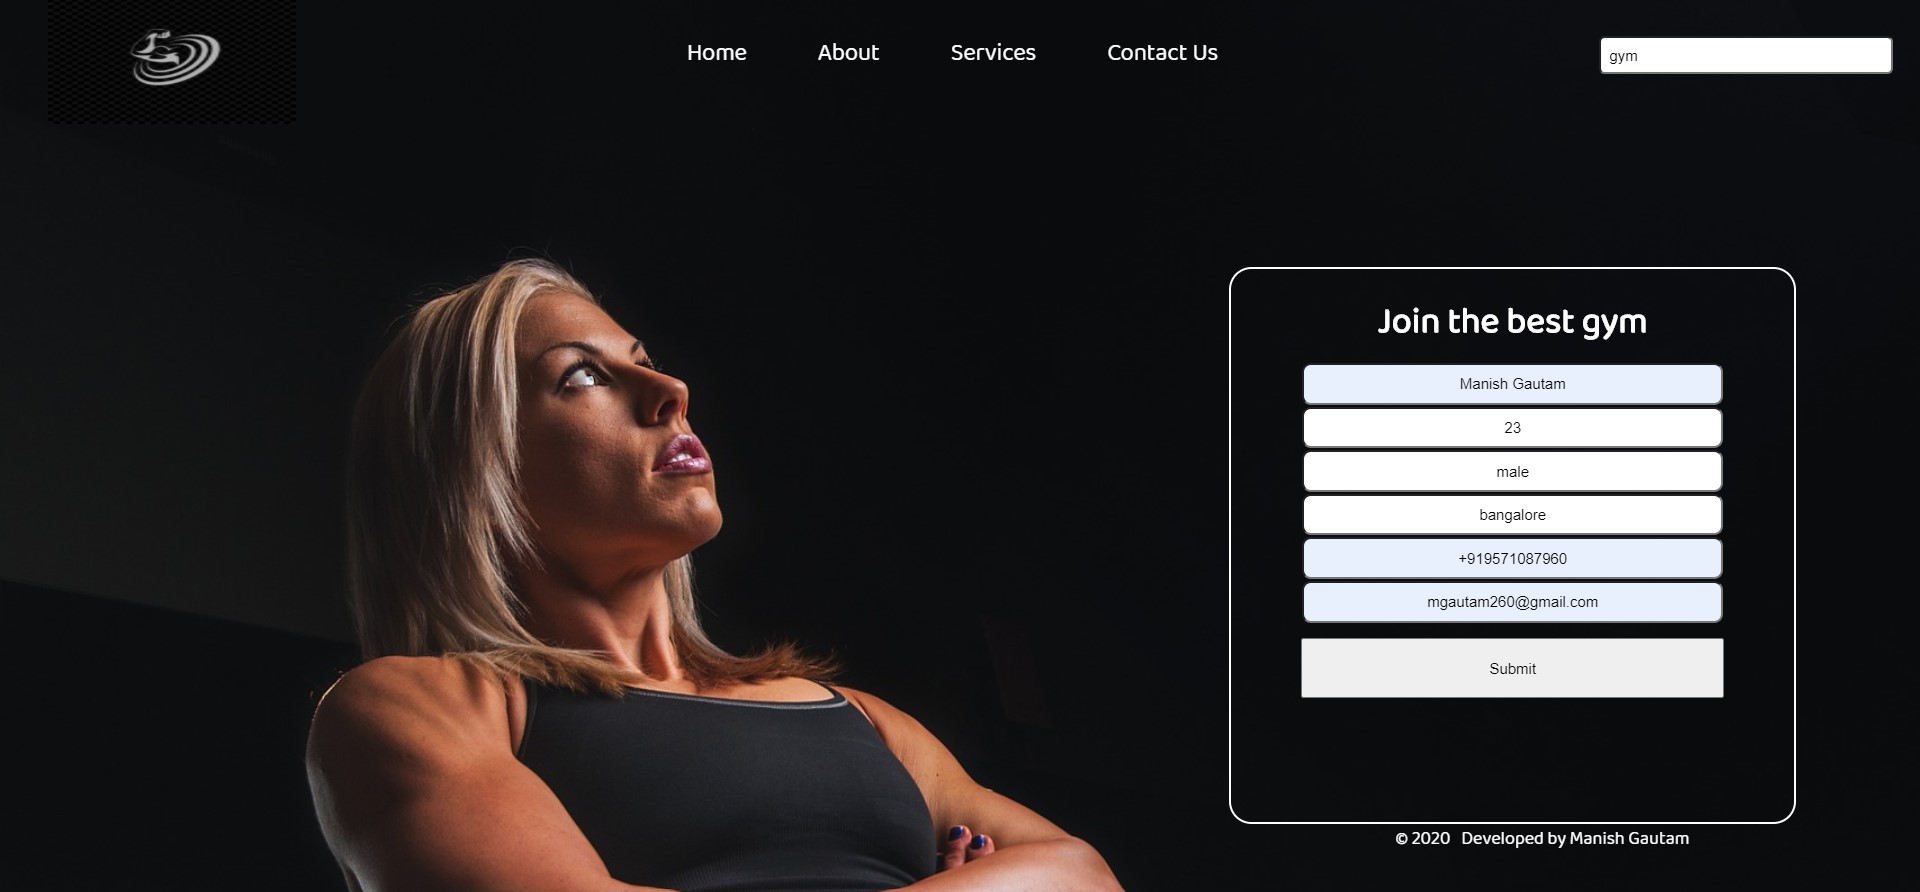 Home
About
Services
Contact Us
gym
Join the best gym
Manish Gautam
23
male
bangalore
+919571087960
mgautam260@gmail.com
Submit
© 2020 Developed by Manish Gautam